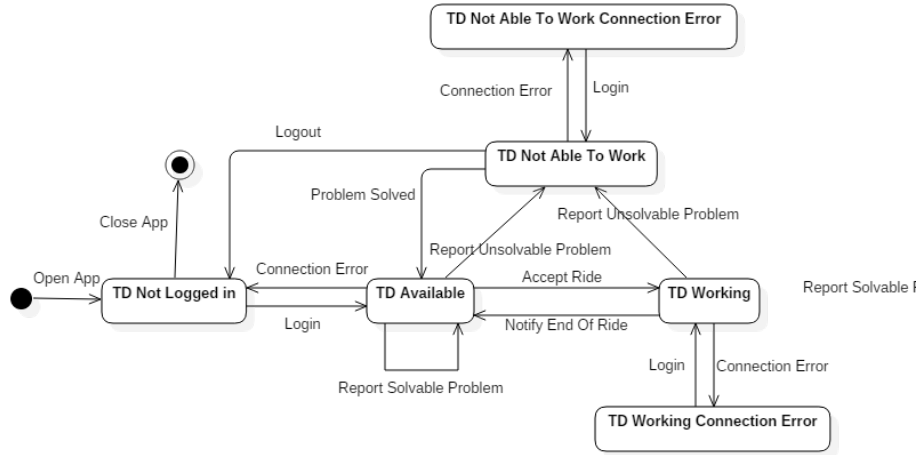 TD Not Able To Work Connection Error
Connection Error
Login
Logout
TD Not Able To Work
Problem Solved
Report Unsolvable Problem
Close App
Report Unsolvable Problem
Connection Error
Open App
Accept Ride
TD Not Logged in
TD Available
TD Working
Report Solvable
Login
Notify End Of Ride
Login
Connection Error
Report Solvable Problem
TD Working Connection Error